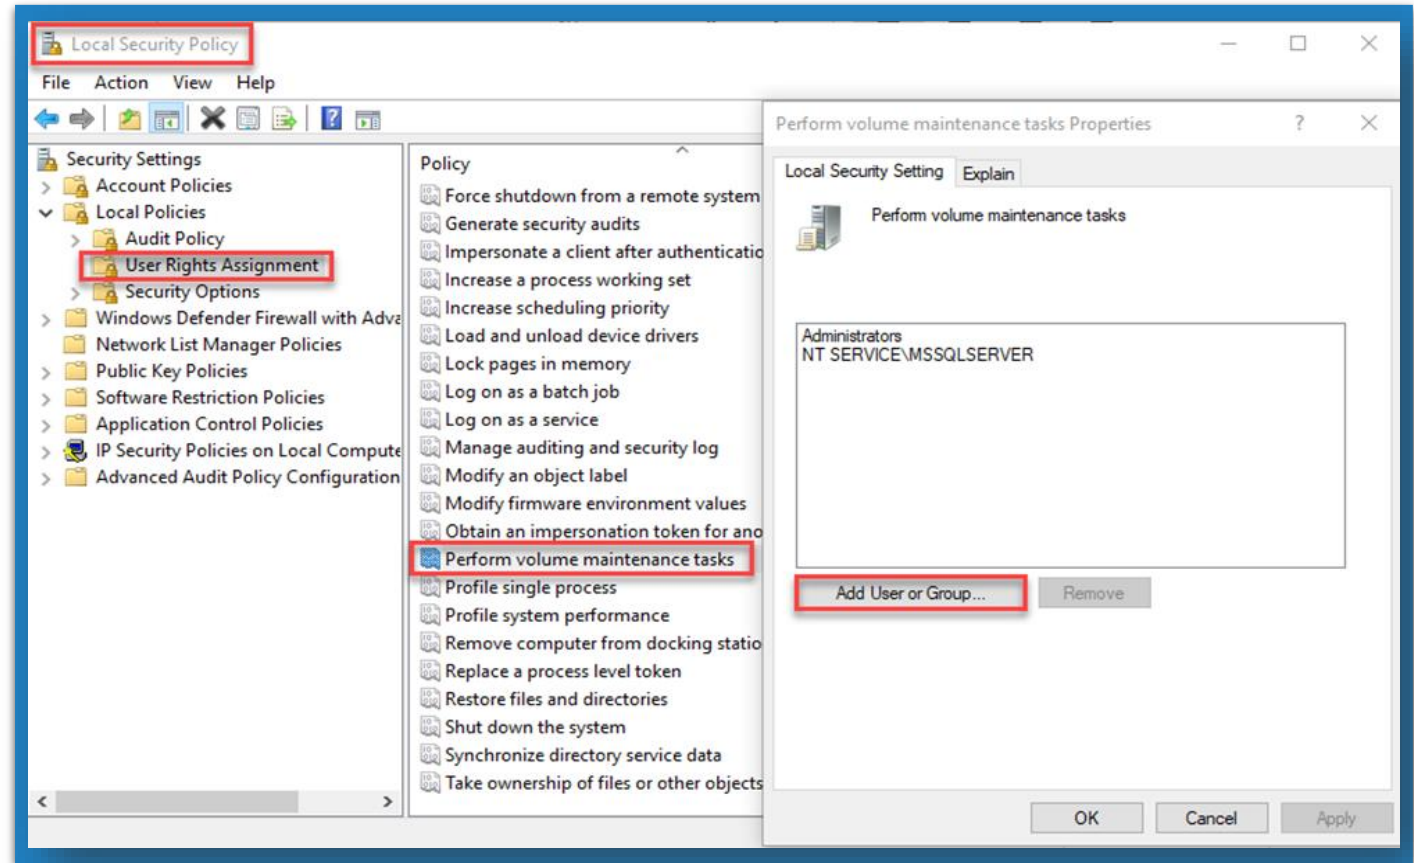 Local Security Policy
File Action View Help
Security Settings
Account Policies
Local Policies
Audit Policy
User Rights Assignment
Security Options
Windows Defender Firewall with Adva
Network List Manager Policies
Public Key Policies
Software Restriction Policies
Application Control Policies
IP Security Policies on Local Compute
Advanced Audit Policy Configuration
Policy
Force shutdown from a remote system
Generate security audits
Impersonate a client after authenticatio
Increase a process working set
Increase scheduling priority
Load and unload device drivers
Lock pages in memory
Log on as a batch job
Log on as a service
Manage auditing and security log
Modify an object label
Modify firmware environment values
Obtain an impersonation token for ano
Perform volume maintenance tasks
Profile single process
Profile system performance
Remove computer from docking statio
Replace a process level token
Restore files and directories
Shut down the system
Synchronize directory service data
Take ownership of files or other objects
Perform volume maintenance tasks Properties
Local Security Setting Explain
Perform volume maintenance tasks
Administrators
NT SERVICE\MSSQLSERVER
Add User or Group... Remove
OK Cancel Apply